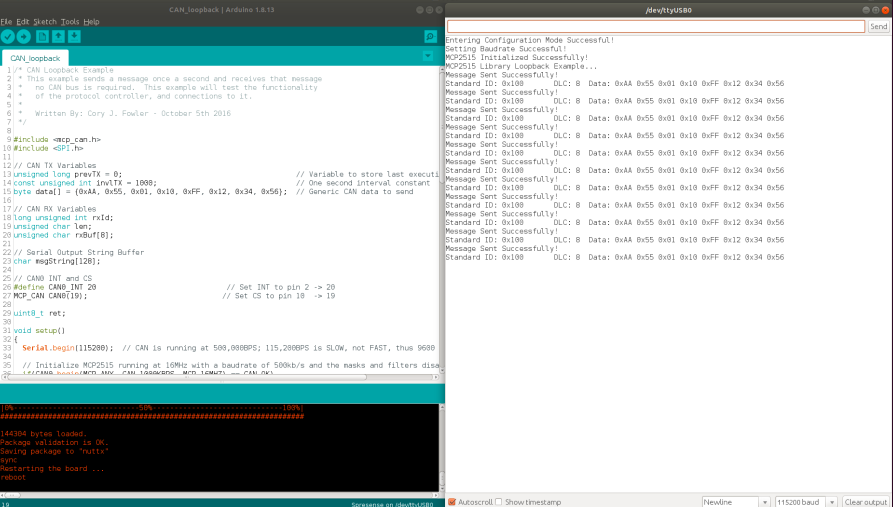 CAN_loopback | Arduino 1.8.13
File Edit Sketch Tools Help
CAN_loopback
1 /* CAN Loopback Example
2  *  This example sends a message once a second and receives that message
3  *    no CAN bus is required.  This example will test the functionality
4  *    of the protocol controller, and connections to it.
5  *
6  *    Written By: Cory J. Fowler - October 5th 2016
7  */
8
9 #include <mcp_can.h>
10 #include <SPI.h>
11
12 // CAN TX Variables
13 unsigned long prevTX = 0;                                        // Variable to store last executi
14 const unsigned int invlTX = 1000;                                // One second interval constant
15 byte data[] = {0xAA, 0x55, 0x01, 0x10, 0xFF, 0x12, 0x34, 0x56};  // Generic CAN data to send
16
17 // CAN RX Variables
18 long unsigned int rxId;
19 unsigned char len;
20 unsigned char rxBuf[8];
21
22 // Serial Output String Buffer
23 char msgString[128];
24
25 // CAN0 INT and CS
26 #define CAN0_INT 20                              // Set INT to pin 2 -> 20
27 MCP_CAN CAN0(19);                               // Set CS to pin 10  -> 19
28
29 uint8_t ret;
30
31 void setup()
32 {
33   Serial.begin(115200);  // CAN is running at 500,000BPS; 115,200BPS is SLOW, not FAST, thus 9600
34
35   // Initialize MCP2515 running at 16MHz with a baudrate of 500kb/s and the masks and filters disa
36   if(CAN0.begin(MCP_ANY, CAN_1000KBPS, MCP_16MHZ) == CAN_OK)
|0%-----------------------------50%------------------------------100%|
######################################################################
144304 bytes loaded.
Package validation is OK.
Saving package to "nuttx"
sync
Restarting the board ...
reboot
19
Spresense on /dev/ttyUSB0
/dev/ttyUSB0
Send
Entering Configuration Mode Successful!
Setting Baudrate Successful!
MCP2515 Initialized Successfully!
MCP2515 Library Loopback Example...
Message Sent Successfully!
Standard ID: 0x100       DLC: 8  Data: 0xAA 0x55 0x01 0x10 0xFF 0x12 0x34 0x56
Message Sent Successfully!
Standard ID: 0x100       DLC: 8  Data: 0xAA 0x55 0x01 0x10 0xFF 0x12 0x34 0x56
Message Sent Successfully!
Standard ID: 0x100       DLC: 8  Data: 0xAA 0x55 0x01 0x10 0xFF 0x12 0x34 0x56
Message Sent Successfully!
Standard ID: 0x100       DLC: 8  Data: 0xAA 0x55 0x01 0x10 0xFF 0x12 0x34 0x56
Message Sent Successfully!
Standard ID: 0x100       DLC: 8  Data: 0xAA 0x55 0x01 0x10 0xFF 0x12 0x34 0x56
Message Sent Successfully!
Standard ID: 0x100       DLC: 8  Data: 0xAA 0x55 0x01 0x10 0xFF 0x12 0x34 0x56
Message Sent Successfully!
Standard ID: 0x100       DLC: 8  Data: 0xAA 0x55 0x01 0x10 0xFF 0x12 0x34 0x56
Message Sent Successfully!
Standard ID: 0x100       DLC: 8  Data: 0xAA 0x55 0x01 0x10 0xFF 0x12 0x34 0x56
Message Sent Successfully!
Standard ID: 0x100       DLC: 8  Data: 0xAA 0x55 0x01 0x10 0xFF 0x12 0x34 0x56
Message Sent Successfully!
Standard ID: 0x100       DLC: 8  Data: 0xAA 0x55 0x01 0x10 0xFF 0x12 0x34 0x56
Message Sent Successfully!
Standard ID: 0x100       DLC: 8  Data: 0xAA 0x55 0x01 0x10 0xFF 0x12 0x34 0x56
Autoscroll Show timestamp Newline 115200 baud Clear output